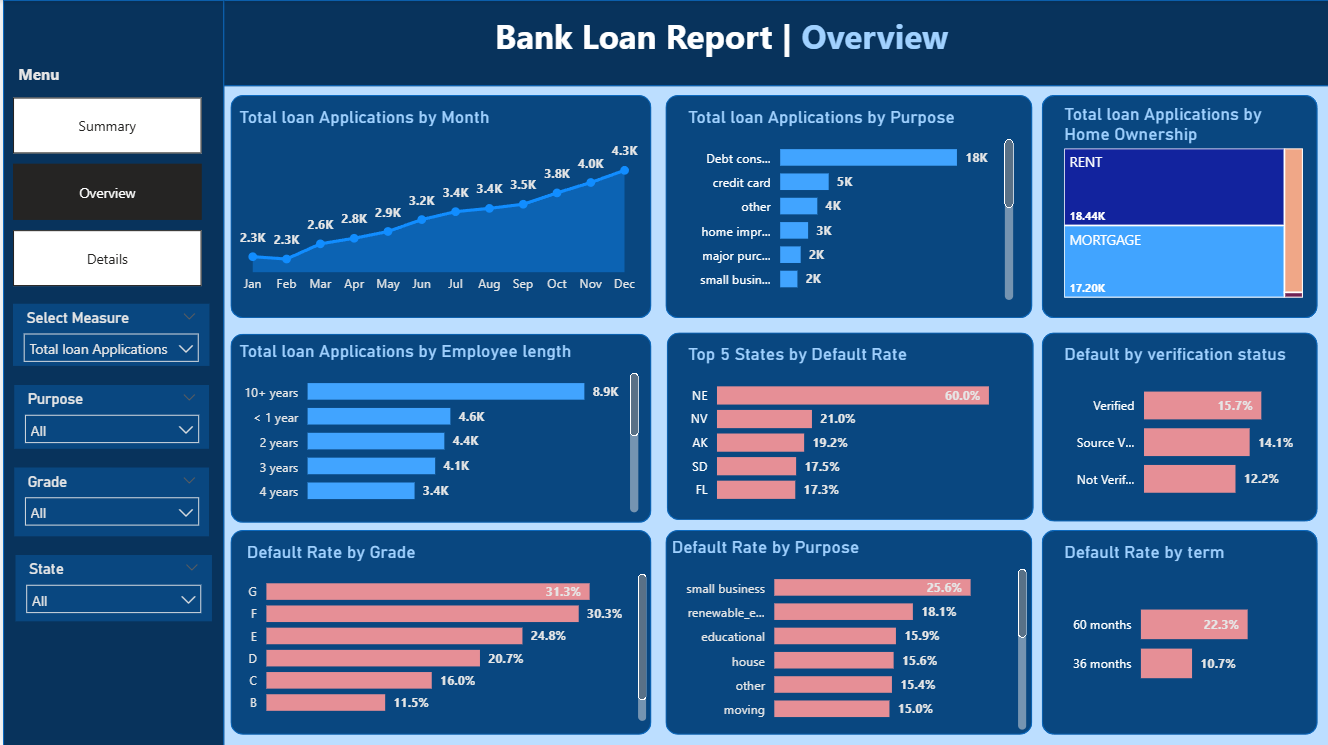 Bank Loan Report | Overview
Menu
Summary
Overview
Details
Select Measure
Total loan Applications
Purpose
All
Grade
All
State
All
Total loan Applications by Month
2.3K 2.3K 2.6K 2.8K 2.9K 3.2K 3.4K 3.4K 3.5K 3.8K 4.0K 4.3K
Jan Feb Mar Apr May Jun Jul Aug Sep Oct Nov Dec
Total loan Applications by Purpose
Debt cons... 18K
credit card 5K
other 4K
home impr... 3K
major purc... 2K
small busin... 2K
Total loan Applications by
Home Ownership
RENT
18.44K
MORTGAGE
17.20K
Total loan Applications by Employee length
10+ years 8.9K
< 1 year 4.6K
2 years 4.4K
3 years 4.1K
4 years 3.4K
Top 5 States by Default Rate
NE 60.0%
NV 21.0%
AK 19.2%
SD 17.5%
FL 17.3%
Default by verification status
Verified 15.7%
Source V... 14.1%
Not Verif... 12.2%
Default Rate by Grade
G 31.3%
F 30.3%
E 24.8%
D 20.7%
C 16.0%
B 11.5%
Default Rate by Purpose
small business 25.6%
renewable_e... 18.1%
educational 15.9%
house 15.6%
other 15.4%
moving 15.0%
Default Rate by term
60 months 22.3%
36 months 10.7%